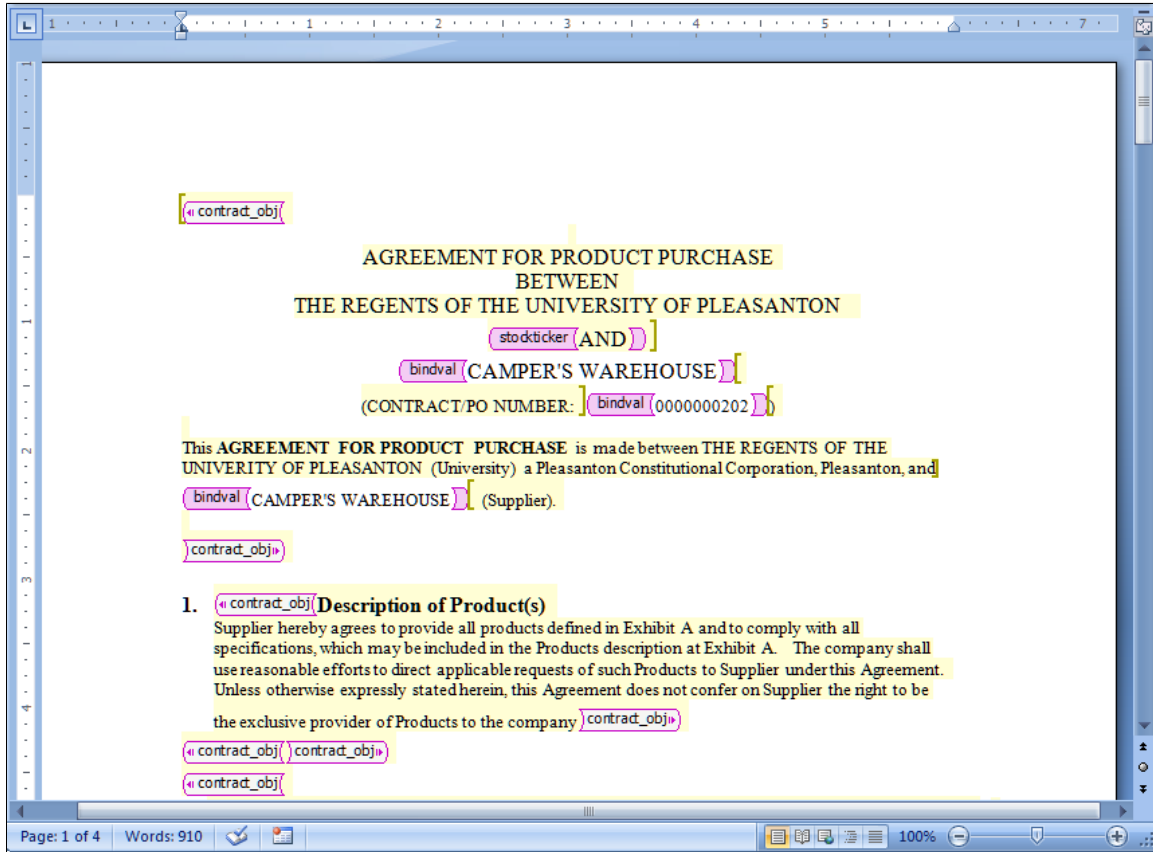 1 1 2 3 4 5 7
contract_obj
AGREEMENT FOR PRODUCT PURCHASE
BETWEEN
THE REGENTS OF THE UNIVERSITY OF PLEASANTON
stockticker AND
bindval CAMPER'S WAREHOUSE
(CONTRACT/PO NUMBER: bindval 0000000202 )
This AGREEMENT FOR PRODUCT PURCHASE is made between THE REGENTS OF THE
UNIVERITY OF PLEASANTON (University) a Pleasanton Constitutional Corporation, Pleasanton, and
bindval CAMPER'S WAREHOUSE (Supplier).
contract_obj
1. contract_obj Description of Product(s)
Supplier hereby agrees to provide all products defined in Exhibit A and to comply with all
specifications, which may be included in the Products description at Exhibit A. The company shall
use reasonable efforts to direct applicable requests of such Products to Supplier under this Agreement.
Unless otherwise expressly stated herein, this Agreement does not confer on Supplier the right to be
the exclusive provider of Products to the company contract_obj
contract_obj contract_obj
contract_obj
Page: 1 of 4 Words: 910 100%